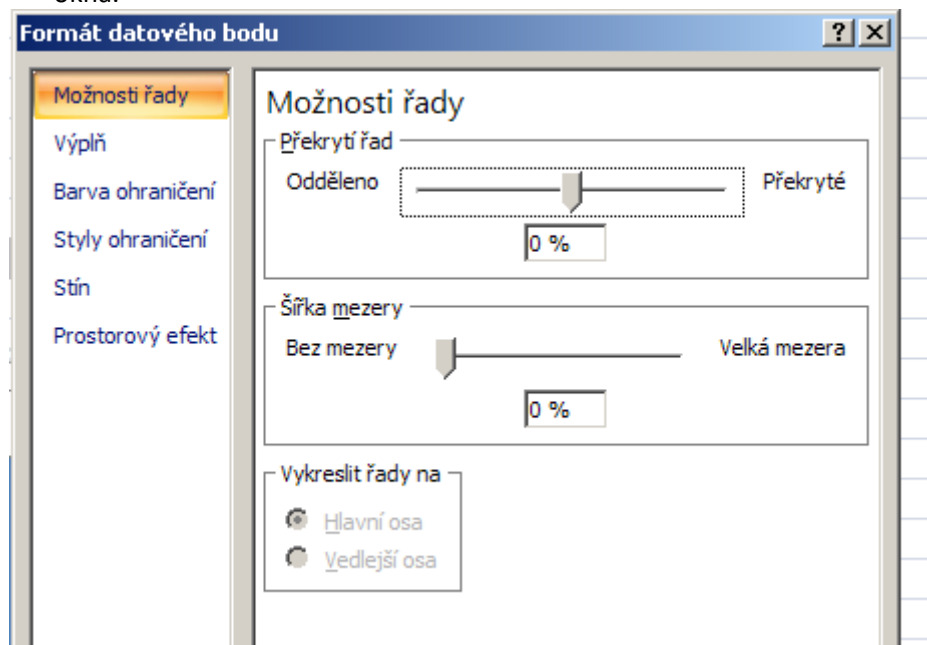 okna.
Formát datového bodu
Možnosti řady
Výplň
Barva ohraničení
Styly ohraničení
Stín
Prostorový efekt
Možnosti řady
Překrytí řad
Odděleno Překryté
0 %
Šířka mezery
Bez mezery Velká mezera
0 %
Vykreslit řady na
Hlavní osa
Vedlejší osa